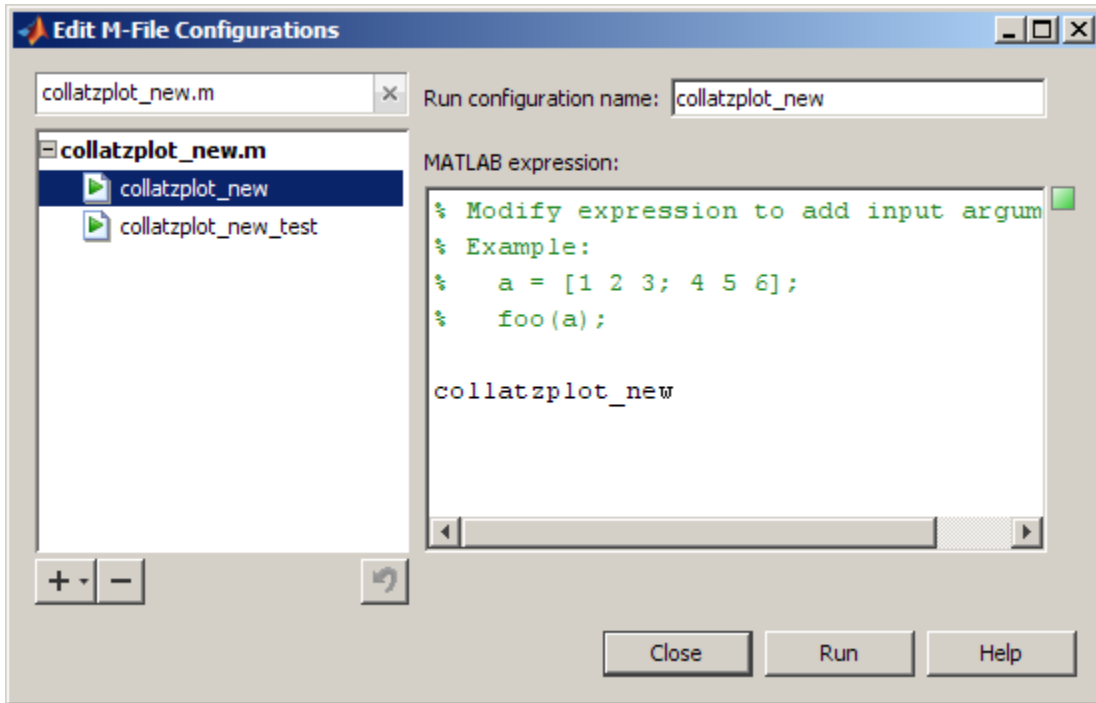 Edit M-File Configurations
collatzplot_new.m
Run configuration name: collatzplot_new
collatzplot_new.m
collatzplot_new
collatzplot_new_test
MATLAB expression:
% Modify expression to add input argum
% Example:
%   a = [1 2 3; 4 5 6];
%   foo(a);
collatzplot_new
Close
Run
Help